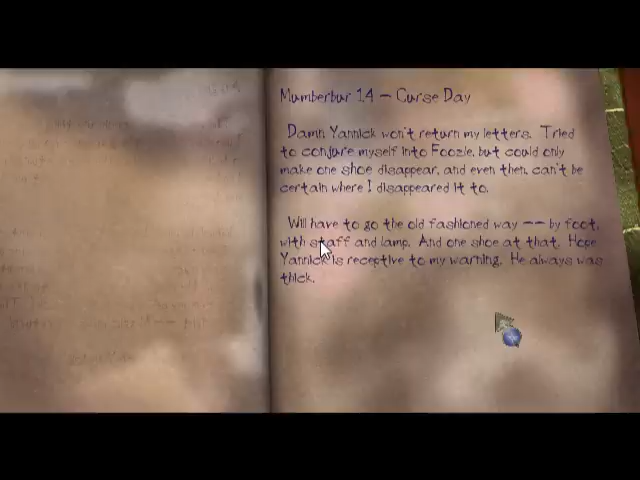 Mumberbur 14 — Curse Day
Damn Yannick won't return my letters. Tried
to conjure myself into Foozle, but could only
make one shoe disappear, and even then, can't be
certain where I disappeared it to.
Will have to go the old fashioned way -- by foot,
with staff and lamp. And one shoe at that. Hope
Yannick is receptive to my warning. He always was
thick.